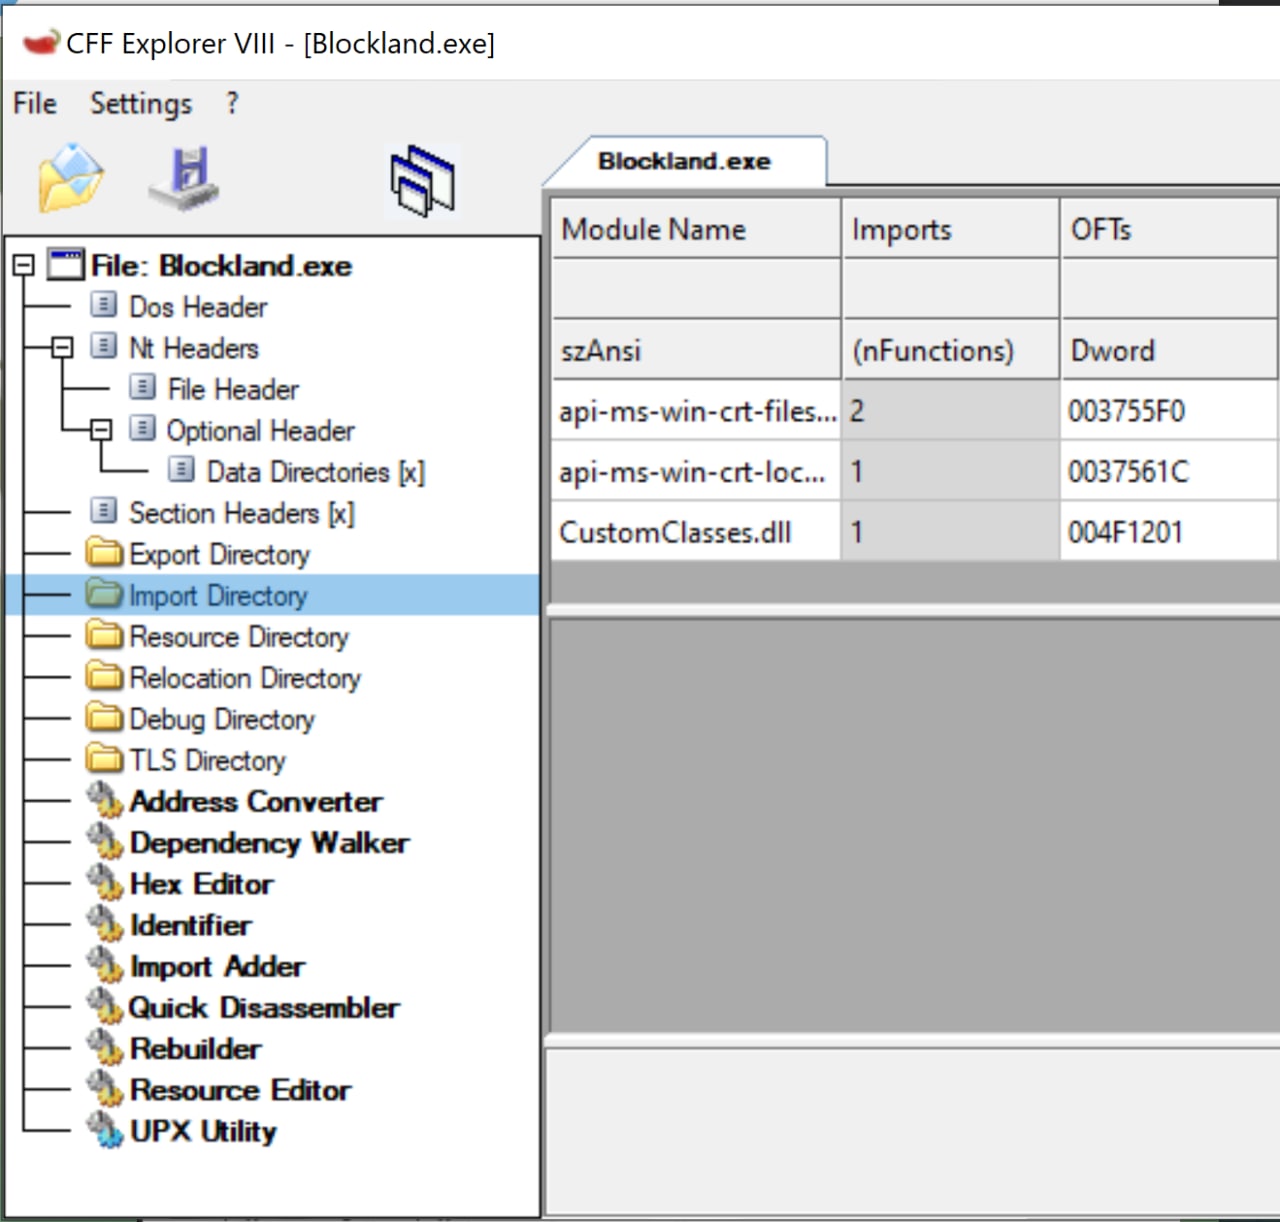 CFF Explorer VIII - [Blockland.exe]
File Settings ?
Blockland.exe
Module Name Imports OFTs
szAnsi (nFunctions) Dword
api-ms-win-crt-files... 2 003755F0
api-ms-win-crt-loc... 1 0037561C
CustomClasses.dll 1 004F1201
File: Blockland.exe
Dos Header
Nt Headers
File Header
Optional Header
Data Directories [x]
Section Headers [x]
Export Directory
Import Directory
Resource Directory
Relocation Directory
Debug Directory
TLS Directory
Address Converter
Dependency Walker
Hex Editor
Identifier
Import Adder
Quick Disassembler
Rebuilder
Resource Editor
UPX Utility